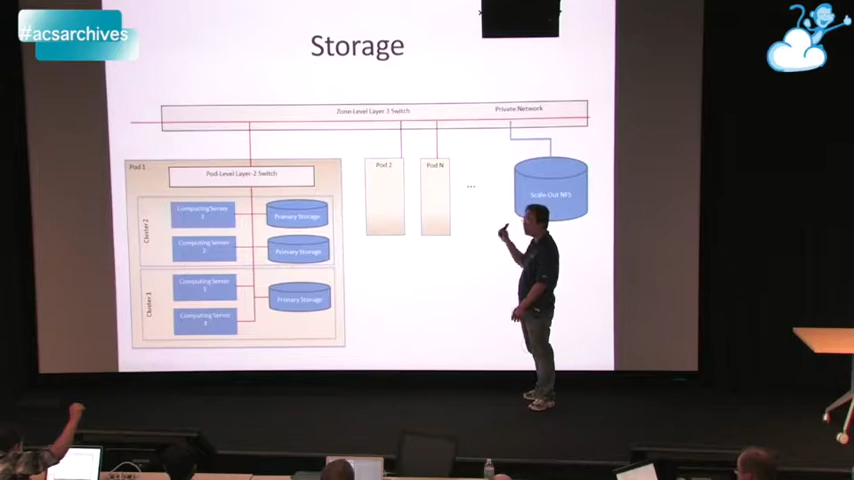 #acsarchives
Storage
Zone-Level Layer 3 Switch
Private Network
Pod 1
Pod-Level Layer-2 Switch
Pod 2
Pod N
...
Scale-Out NFS
Cluster 2
Computing Server
Primary Storage
Computing Server
2
Primary Storage
Computing Server
Primary Storage
Computing Server